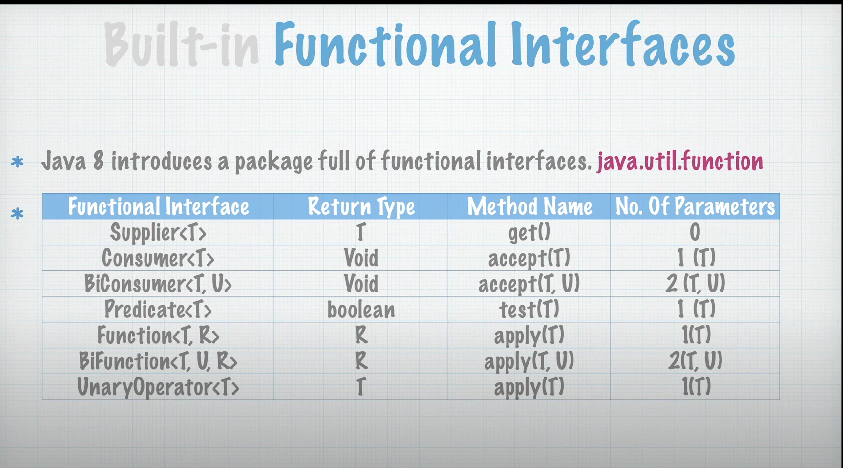 Built-in Functional Interfaces
* Java 8 introduces a package full of functional interfaces. java.util.function
*
Functional Interface Return Type Method Name No. Of Parameters
Supplier<T> T get() 0
Consumer<T> Void accept(T) 1 (T)
BiConsumer<T, U> Void accept(T, U) 2 (T, U)
Predicate<T> boolean test(T) 1 (T)
Function<T, R> R apply(T) 1(T)
BiFunction<T, U, R> R apply(T, U) 2(T, U)
UnaryOperator<T> T apply(T) 1(T)